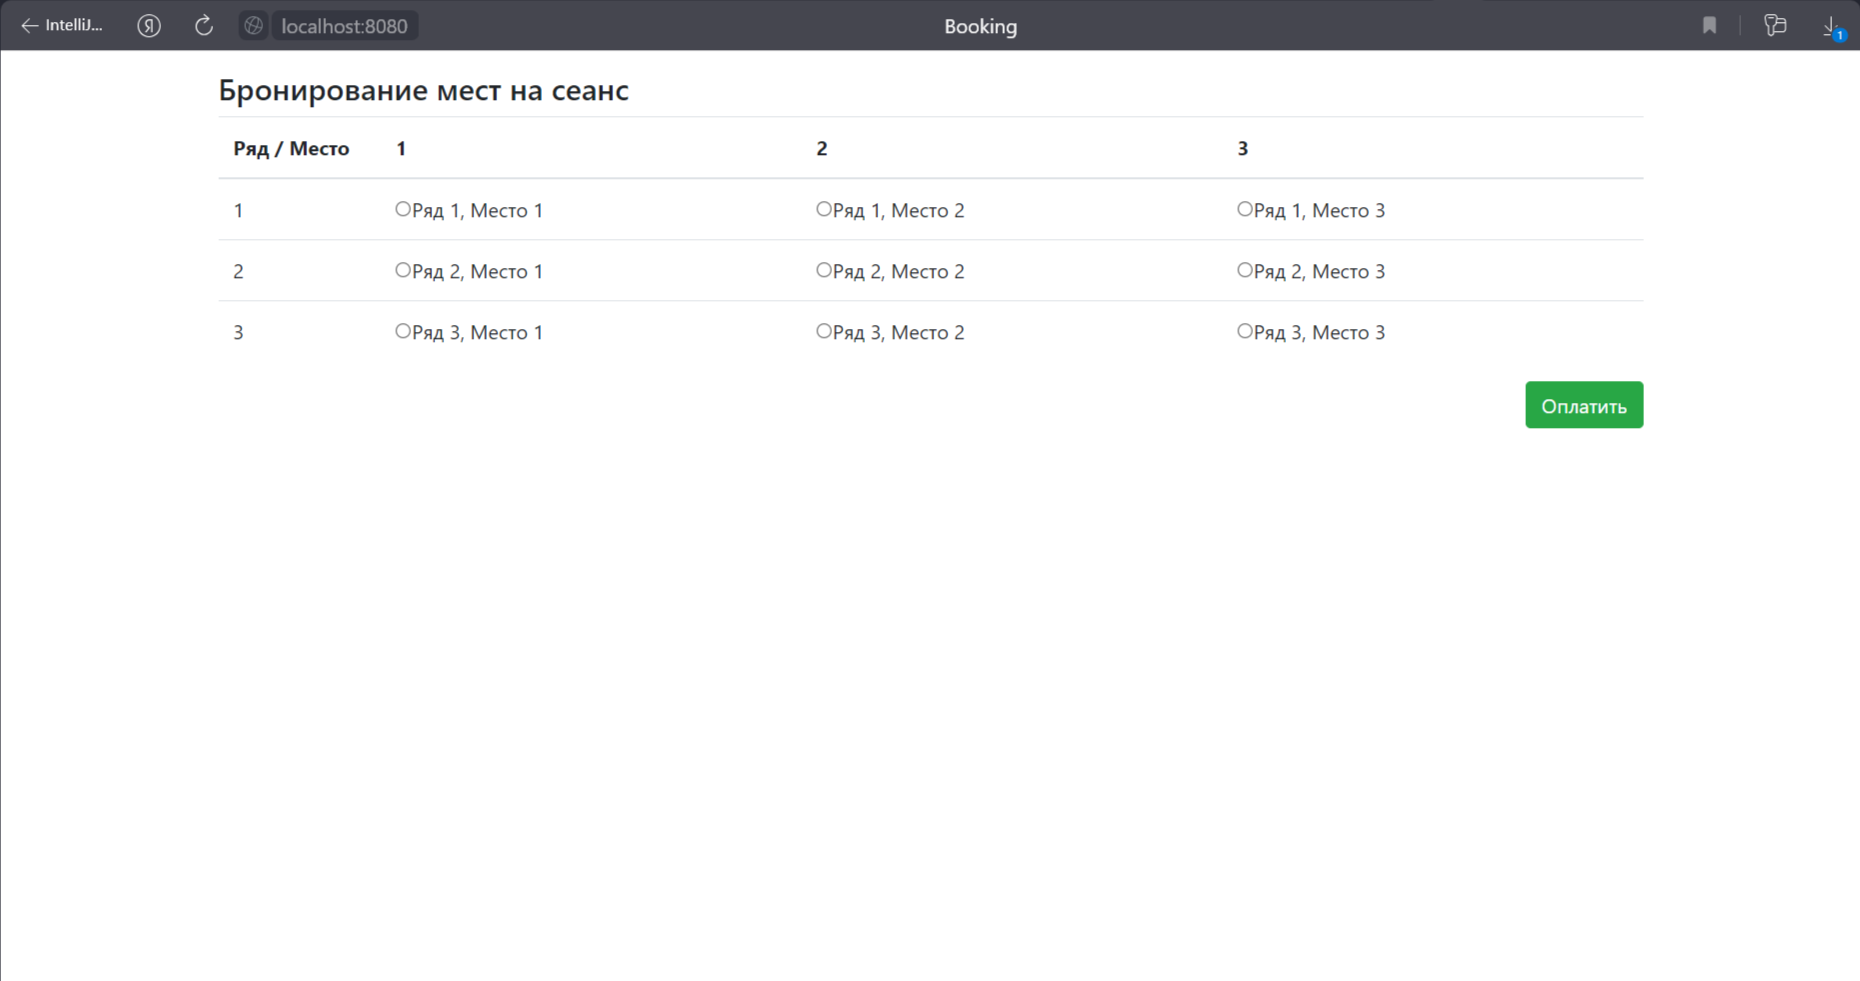 IntelliJ... Я localhost:8080 Booking 1
Бронирование мест на сеанс
Ряд / Место 1 2 3
1 Ряд 1, Место 1 Ряд 1, Место 2 Ряд 1, Место 3
2 Ряд 2, Место 1 Ряд 2, Место 2 Ряд 2, Место 3
3 Ряд 3, Место 1 Ряд 3, Место 2 Ряд 3, Место 3
Оплатить